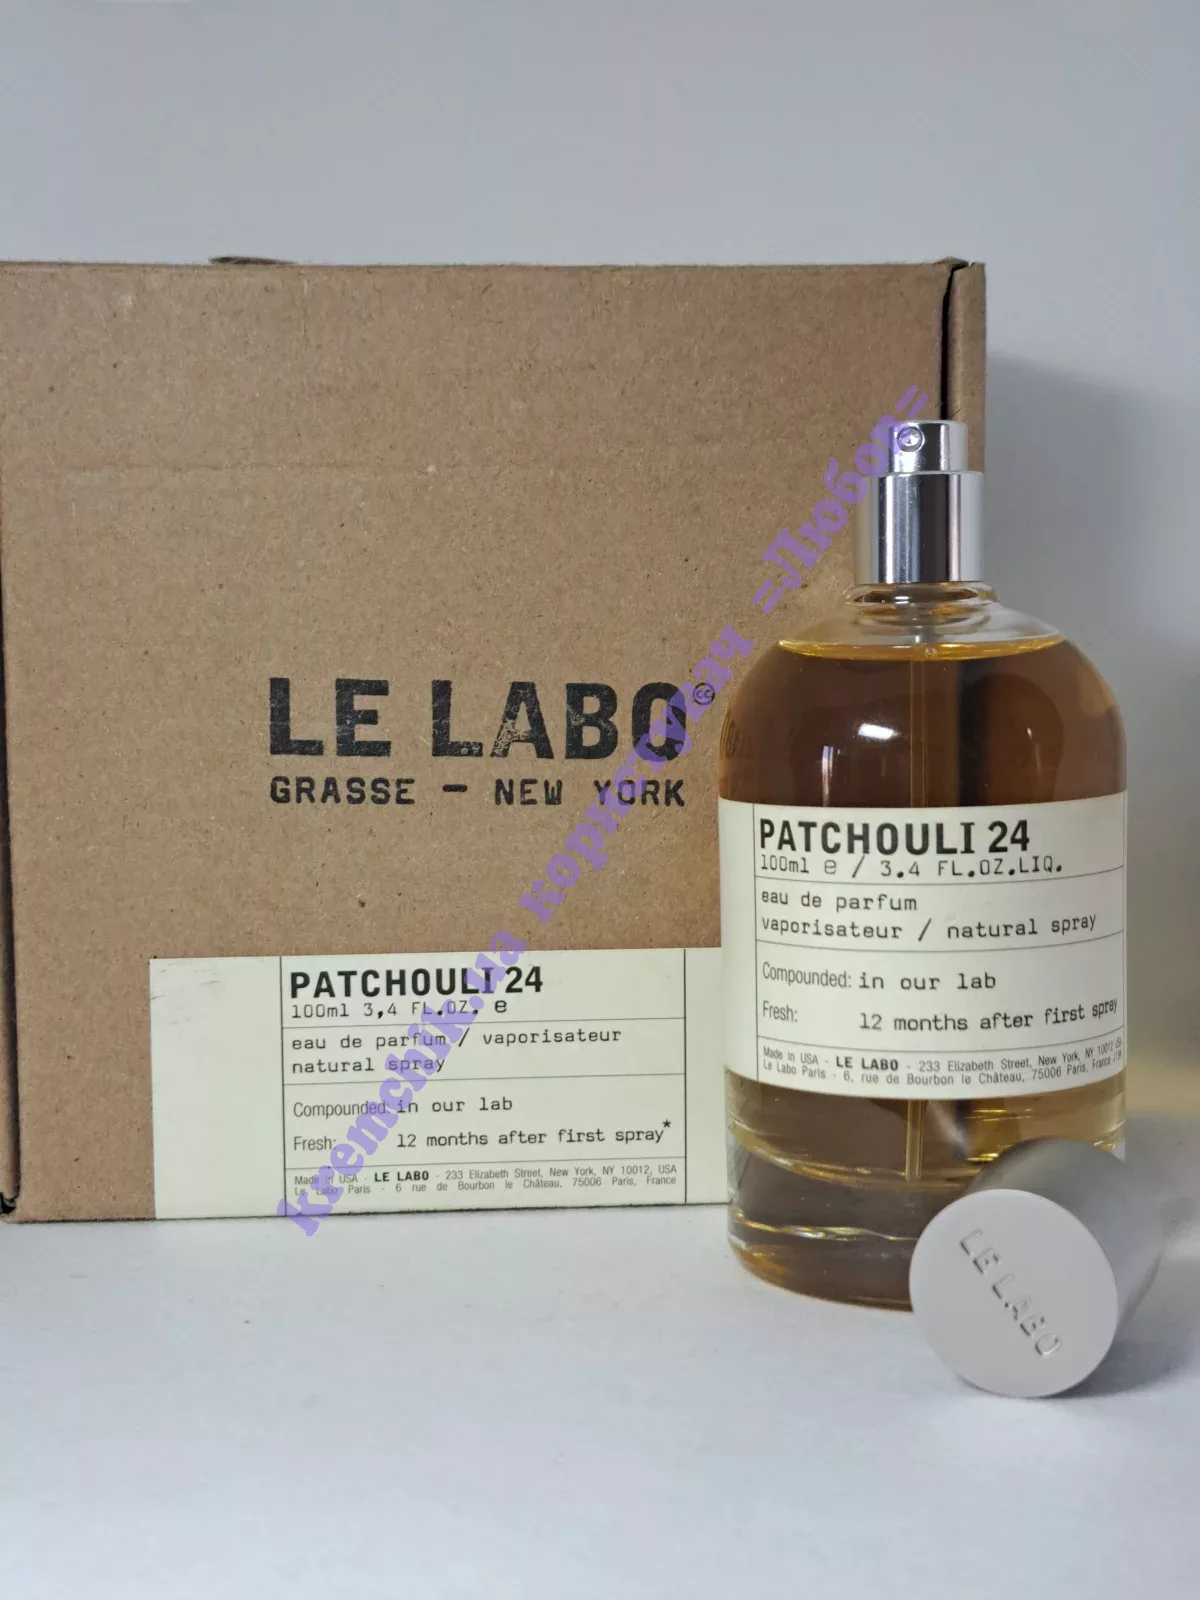 LE LABO
cc
GRASSE – NEW YORK
PATCHOULI 24
100ml 3,4 FL.OZ. e
eau de parfum / vaporisateur
natural spray
Compounded: in our lab
Fresh: 12 months after first spray*
Made in USA - LE LABO - 233 Elizabeth Street, New York, NY 10012, USA
Le Labo Paris - 6 rue de Bourbon le Château, 75006 Paris, France
PATCHOULI 24
100ml e / 3.4 FL.OZ.LIQ.
eau de parfum
vaporisateur / natural spray
Compounded: in our lab
Fresh: 12 months after first spray
Made in USA - LE LABO - 233 Elizabeth Street, New York, NY 10012 USA
Le Labo Paris - 6, rue de Bourbon le Château, 75006 Paris, France
LE LABO
kremchik.ua користувач =Любов=